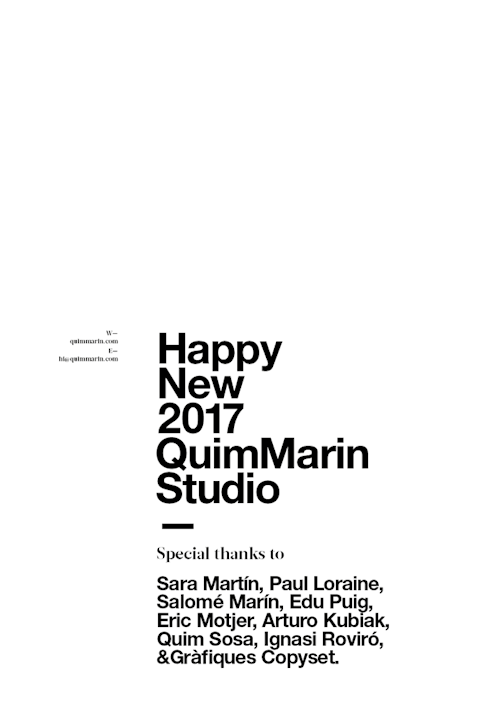 W—
quimmarin.com
E—
hi@quimmarin.com
Happy
New
2017
QuimMarin
Studio
—
Special thanks to
Sara Martín, Paul Loraine,
Salomé Marín, Edu Puig,
Eric Motjer, Arturo Kubiak,
Quim Sosa, Ignasi Roviró,
&Gràfiques Copyset.